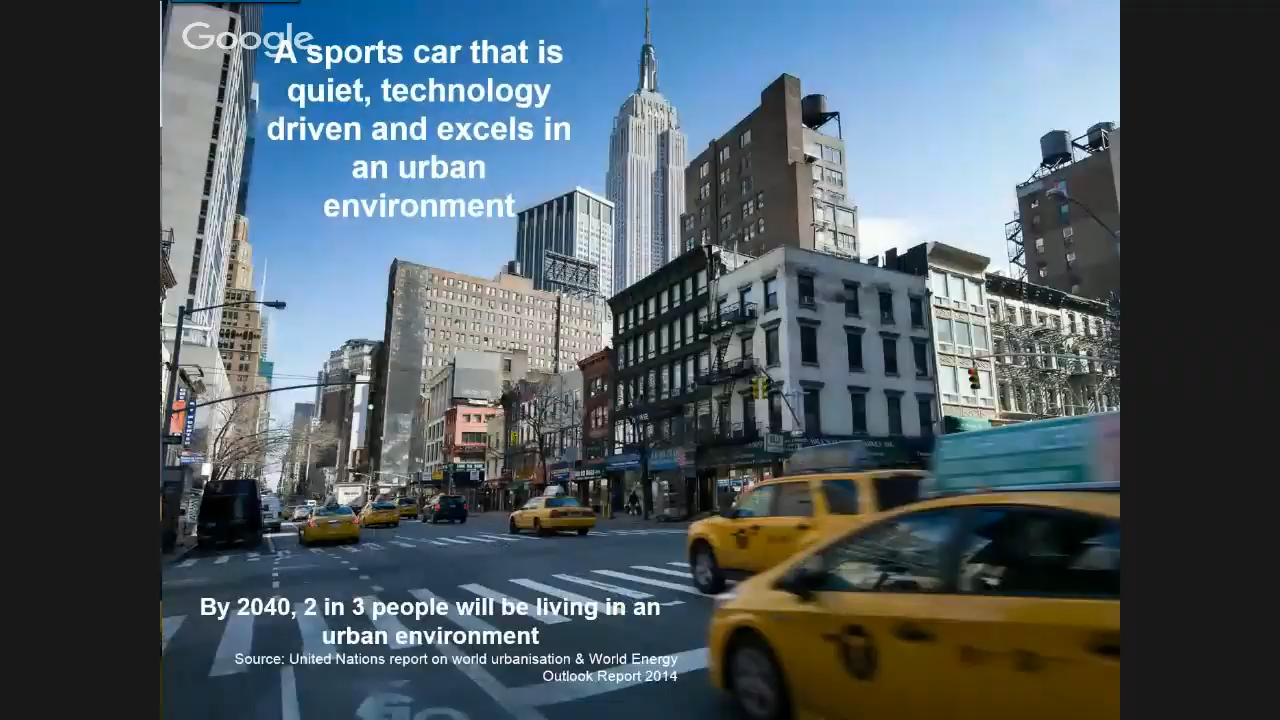 Google
A sports car that is
quiet, technology
driven and excels in
an urban
environment
By 2040, 2 in 3 people will be living in an
urban environment
Source: United Nations report on world urbanisation & World Energy
Outlook Report 2014